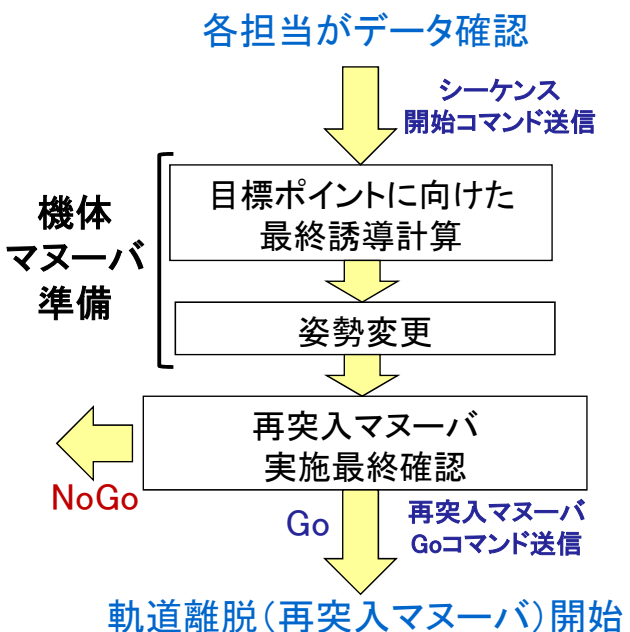 各担当がデータ確認
シーケンス
開始コマンド送信
機体
マヌーバ
準備
目標ポイントに向けた
最終誘導計算
姿勢変更
再突入マヌーバ
実施最終確認
NoGo
Go
再突入マヌーバ
Goコマンド送信
軌道離脱(再突入マヌーバ)開始